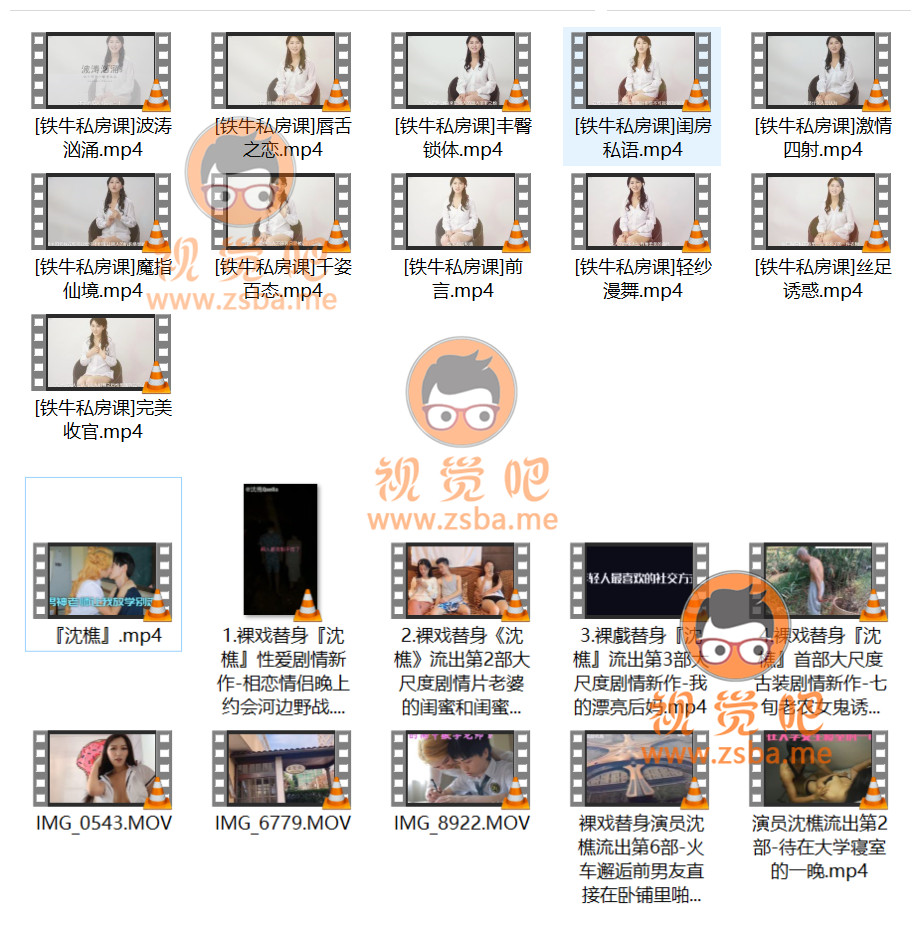 波涛汹涌
[铁牛私房课]波涛
汹涌.mp4
[铁牛私房课]唇舌
之恋.mp4
[铁牛私房课]丰臀
锁体.mp4
[铁牛私房课]闺房
私语.mp4
[铁牛私房课]激情
四射.mp4
[铁牛私房课]魔指
仙境.mp4
[铁牛私房课]千姿
百态.mp4
[铁牛私房课]前
言.mp4
[铁牛私房课]轻纱
漫舞.mp4
[铁牛私房课]丝足
诱惑.mp4
视觉吧
www.zsba.me
[铁牛私房课]完美
收官.mp4
视觉吧
www.zsba.me
『沈樵』.mp4
1.裸戏替身『沈
樵』性爱剧情新
作-相恋情侣晚上
约会河边野战....
2.裸戏替身《沈
樵》流出第2部大
尺度剧情片老婆
的闺蜜和闺蜜...
轻人最喜欢的社交方
3.裸戲替身『沈
樵』流出第3部大
尺度剧情新作-我
的漂亮后妈.mp4
4.裸戏替身『沈
樵』首部大尺度
古装剧情新作-七
旬老农女鬼诱...
视觉吧
www.zsba.me
IMG_0543.MOV
IMG_6779.MOV
IMG_8922.MOV
裸戏替身演员沈
樵流出第6部-火
车邂逅前男友直
接在卧铺里啪...
演员沈樵流出第2
部-待在大学寝室
的一晚.mp4